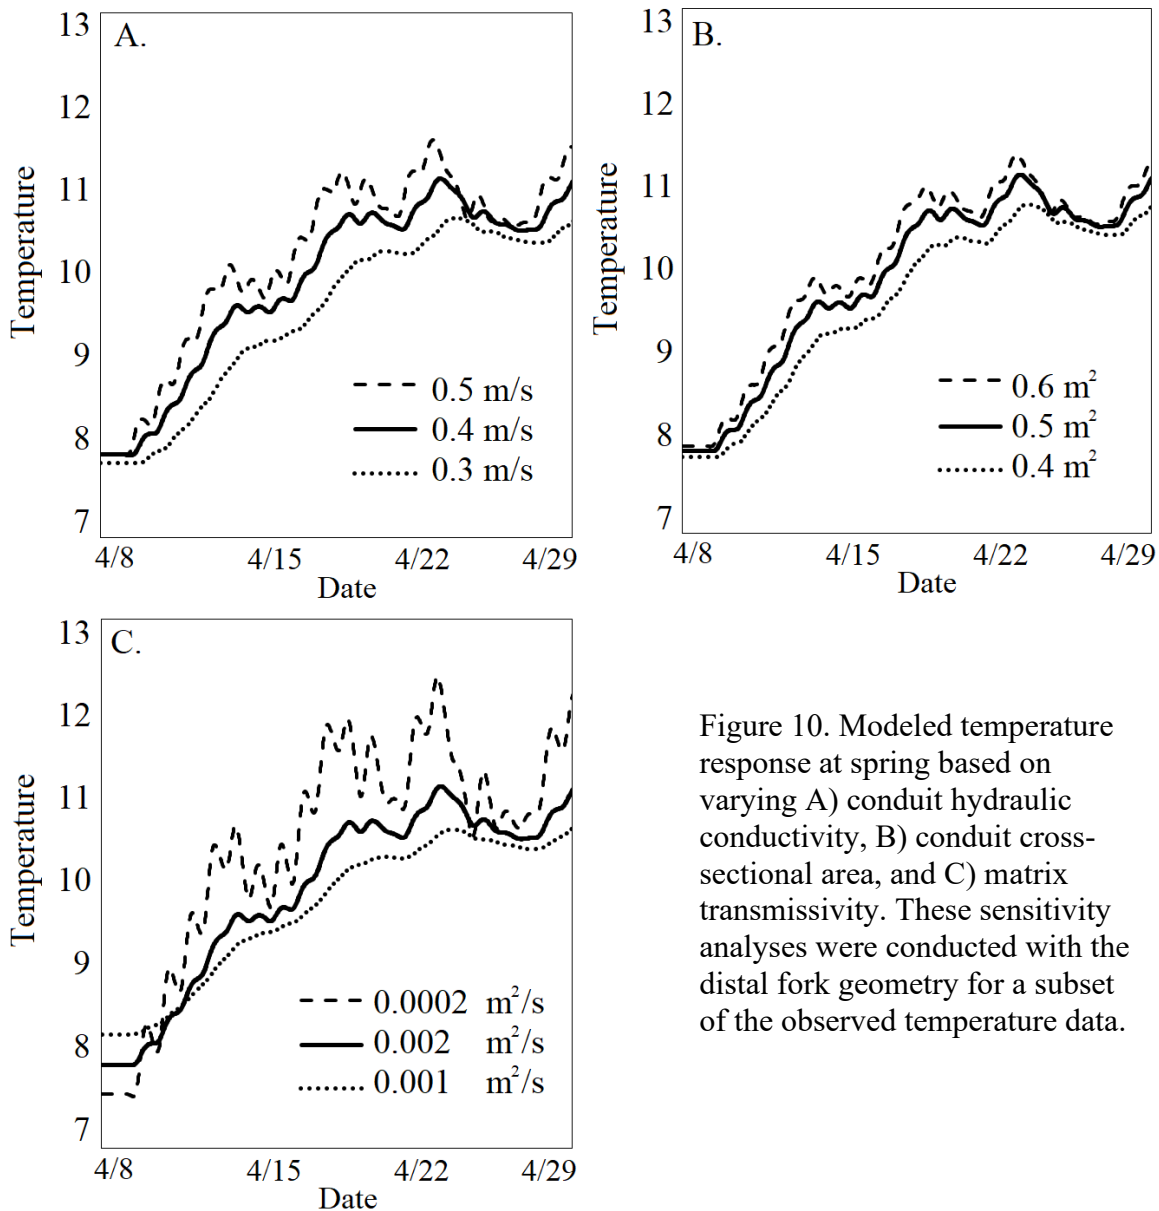 A.
13
12
11
10
9
8
7
Temperature
0.5 m/s
0.4 m/s
0.3 m/s
4/8 4/15 4/22 4/29
Date
B.
13
12
11
10
9
8
7
Temperature
0.6 m²
0.5 m²
0.4 m²
4/8 4/15 4/22 4/29
Date
C.
13
12
11
10
9
8
7
Temperature
0.0002 m²/s
0.002 m²/s
0.001 m²/s
4/8 4/15 4/22 4/29
Date
Figure 10. Modeled temperature
response at spring based on
varying A) conduit hydraulic
conductivity, B) conduit cross-
sectional area, and C) matrix
transmissivity. These sensitivity
analyses were conducted with the
distal fork geometry for a subset
of the observed temperature data.